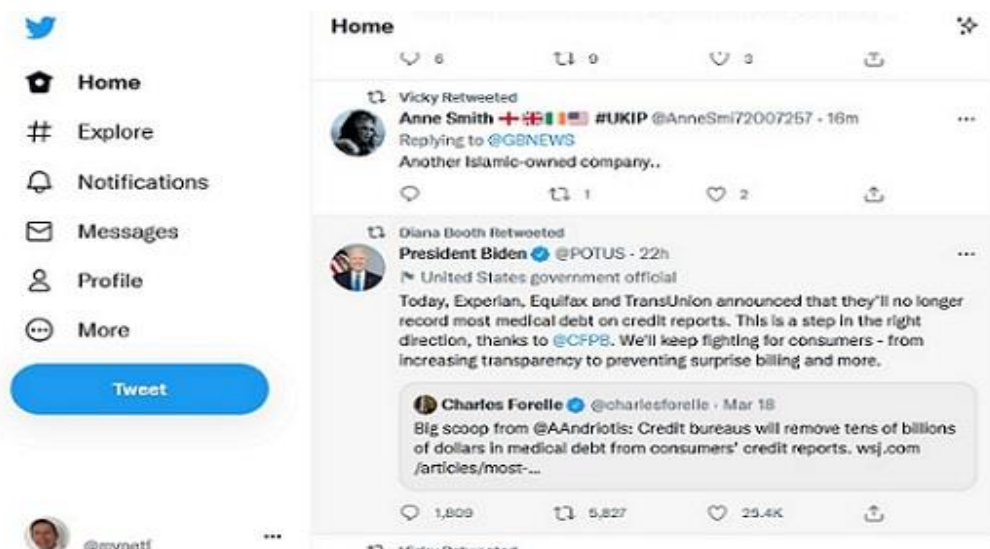 Home
Explore
Notifications
Messages
Profile
More
Tweet
Home
6 9 3
Vicky Retweeted
Anne Smith #UKIP @AnneSmi72007257 · 16m
Replying to @GBNEWS
Another Islamic-owned company..
1 2
Diana Booth Retweeted
President Biden @POTUS · 22h
United States government official
Today, Experian, Equifax and TransUnion announced that they'll no longer
record most medical debt on credit reports. This is a step in the right
direction, thanks to @CFPB. We'll keep fighting for consumers - from
increasing transparency to preventing surprise billing and more.
Charles Forelle @charlesforelle · Mar 18
Big scoop from @AAndriotis: Credit bureaus will remove tens of billions
of dollars in medical debt from consumers' credit reports. wsj.com
/articles/most-...
1,809 5,827 25.4K
Vicky Retweeted